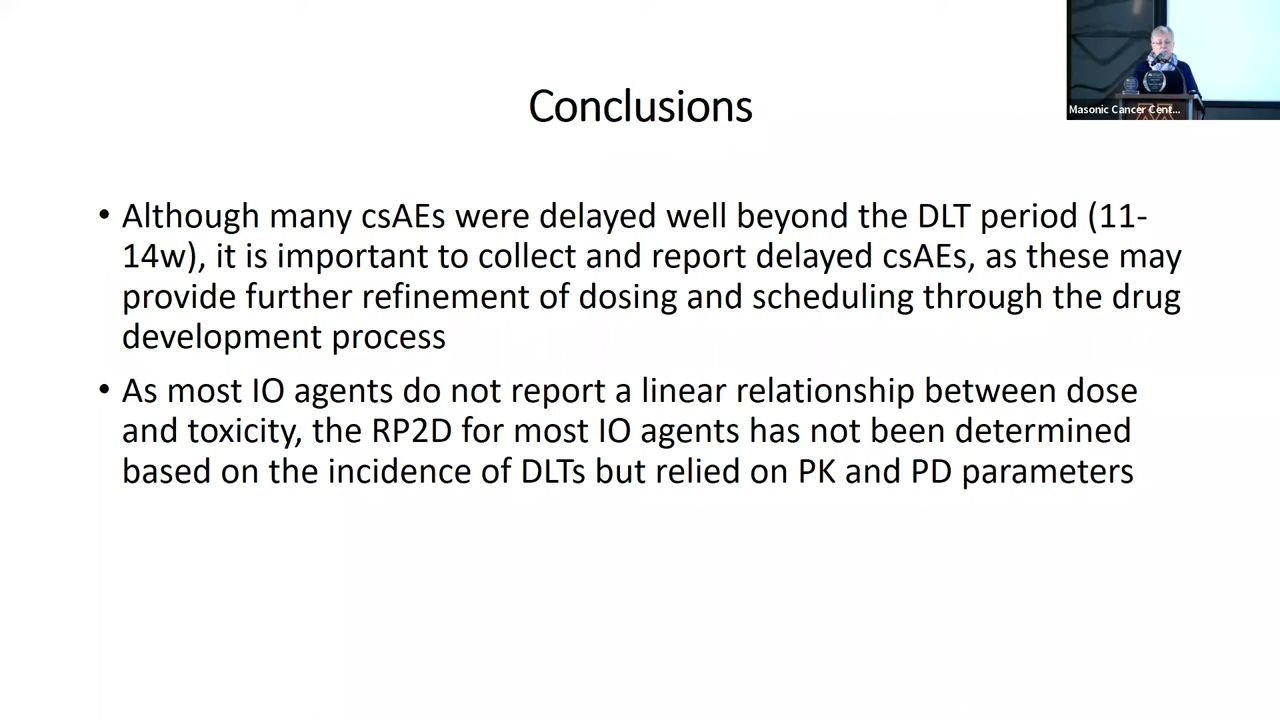 Masonic Cancer Cent...
Conclusions
• Although many csAEs were delayed well beyond the DLT period (11-
14w), it is important to collect and report delayed csAEs, as these may
provide further refinement of dosing and scheduling through the drug
development process
• As most IO agents do not report a linear relationship between dose
and toxicity, the RP2D for most IO agents has not been determined
based on the incidence of DLTs but relied on PK and PD parameters